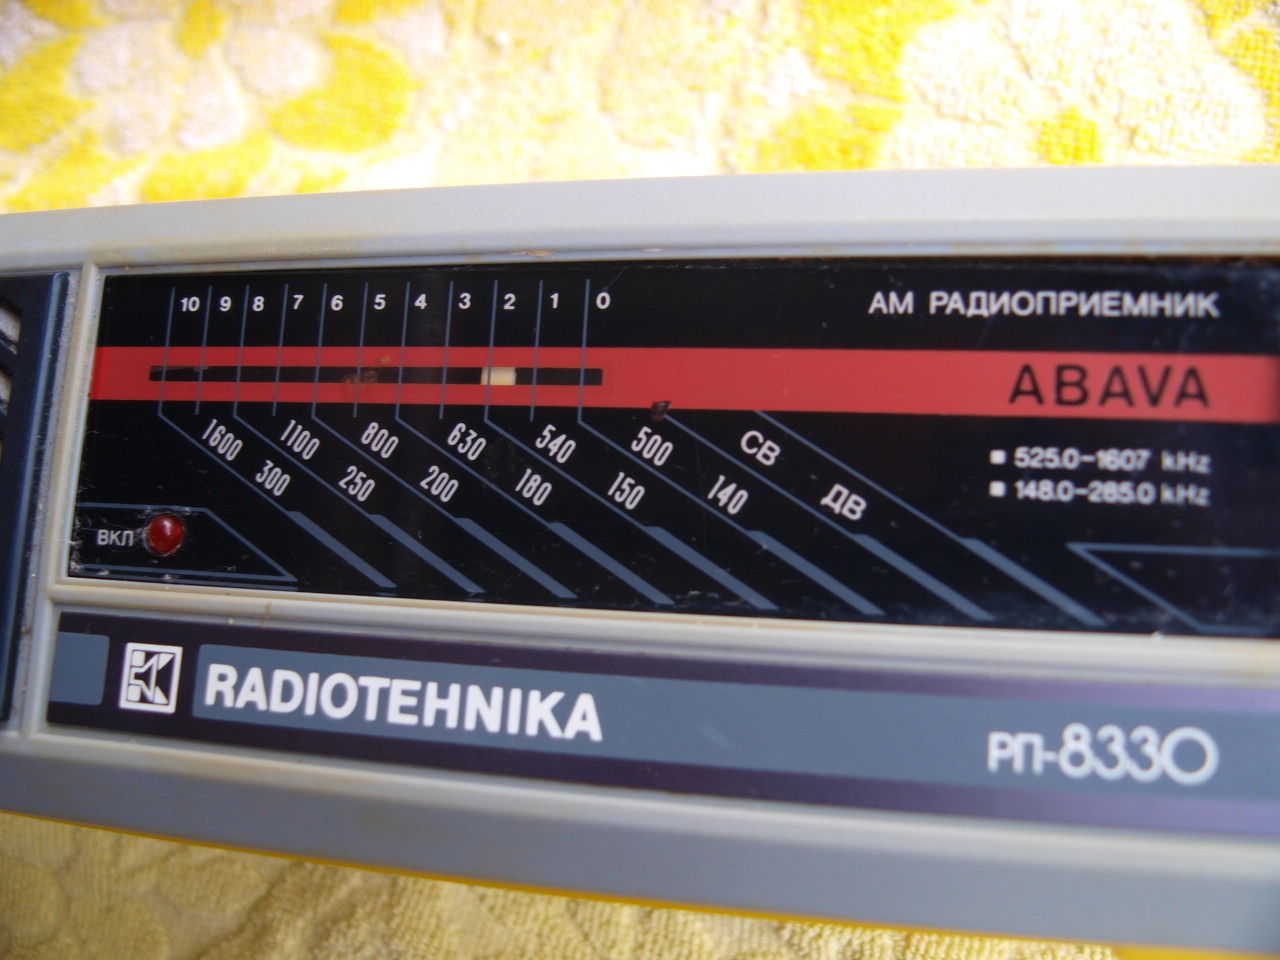 10 9 8 7 6 5 4 3 2 1 0
АМ РАДИОПРИЕМНИК
ABAVA
1600 1100 800 630 540 500 СВ
300 250 200 180 150 140 ДВ
525.0-1607 kHz
148.0-285.0 kHz
ВКЛ
RADIOTEHNIKA
РП-8330